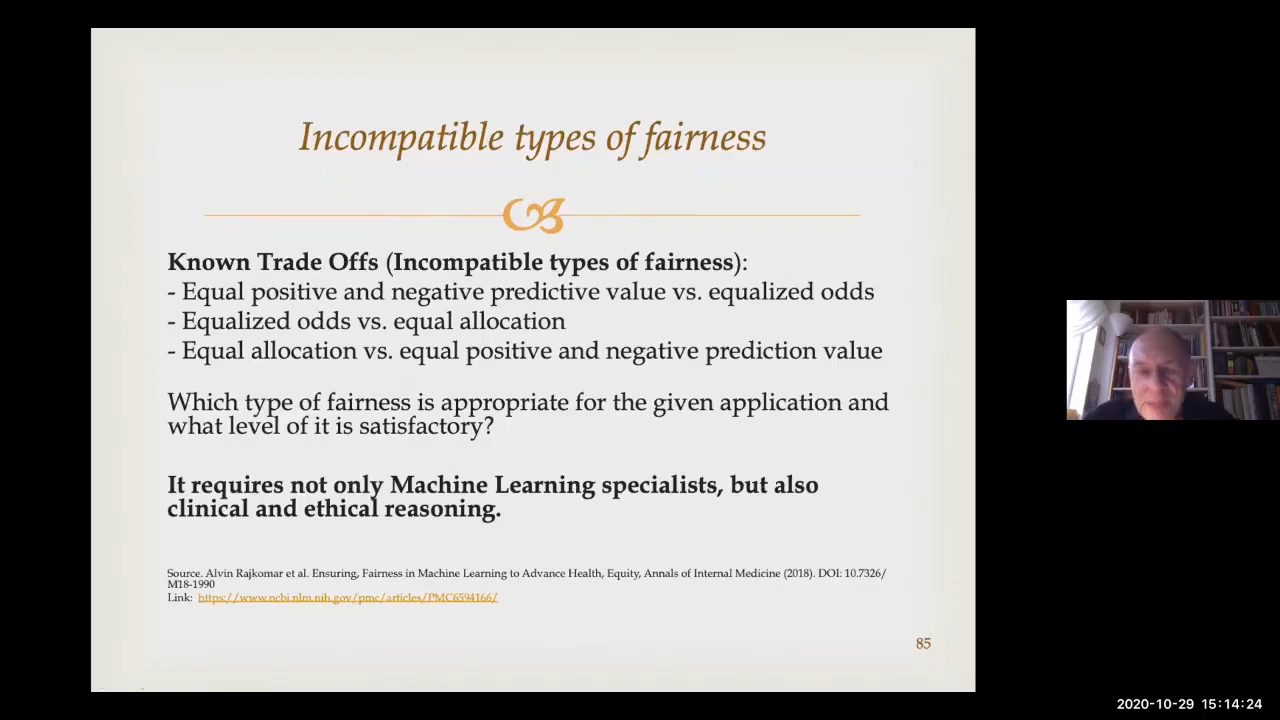 Incompatible types of fairness
Known Trade Offs (Incompatible types of fairness):
- Equal positive and negative predictive value vs. equalized odds
- Equalized odds vs. equal allocation
- Equal allocation vs. equal positive and negative prediction value
Which type of fairness is appropriate for the given application and
what level of it is satisfactory?
It requires not only Machine Learning specialists, but also
clinical and ethical reasoning.
Source. Alvin Rajkomar et al. Ensuring, Fairness in Machine Learning to Advance Health, Equity, Annals of Internal Medicine (2018). DOI: 10.7326/
M18-1990
Link: https://www.ncbi.nlm.nih.gov/pmc/articles/PMC6594166/
85
2020-10-29 15:14:24